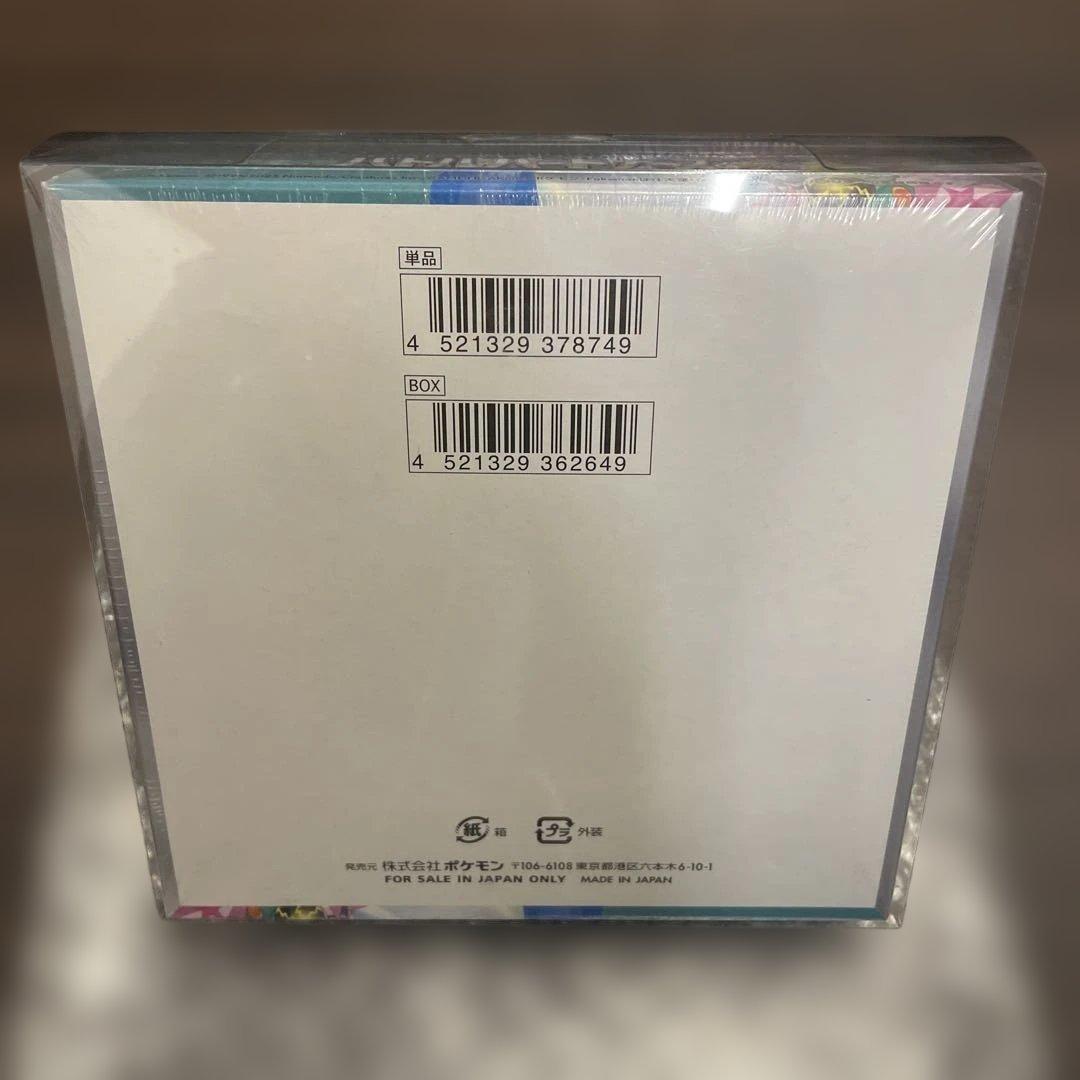 単品
4 521329 378749
BOX
4 521329 362649
紙 箱 プラ 外装
発売元 株式会社 ポケモン 〒106-6108 東京都港区六本木6-10-1
FOR SALE IN JAPAN ONLY MADE IN JAPAN